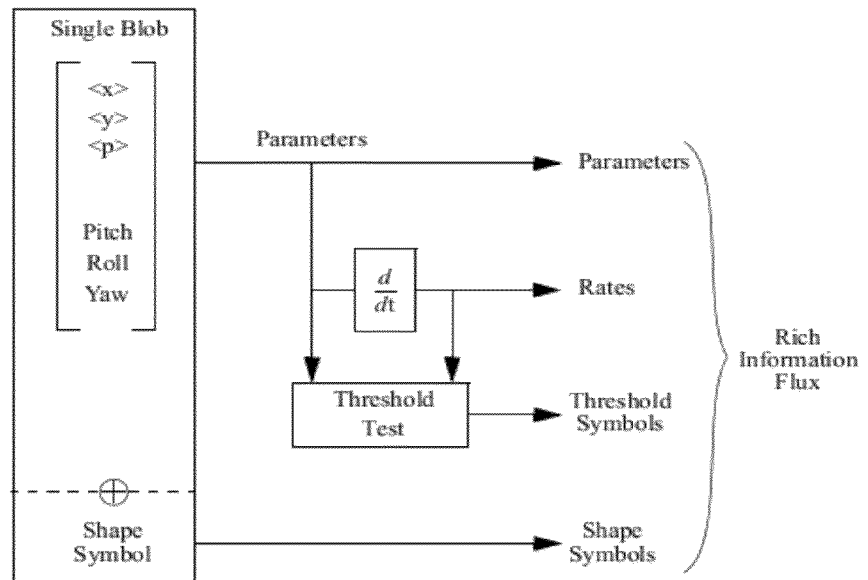 Single Blob
<x>
<y>
<p>
Pitch
Roll
Yaw
Parameters
Parameters
d
dt
Rates
Threshold
Test
Threshold
Symbols
Rich
Information
Flux
Shape
Symbol
Shape
Symbols